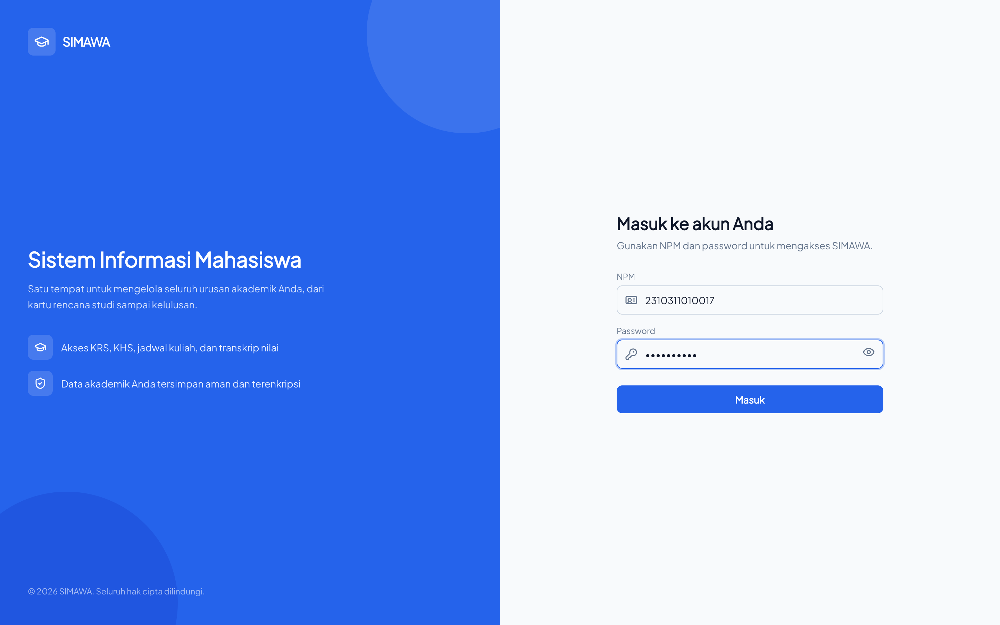 SIMAWA
Sistem Informasi Mahasiswa
Satu tempat untuk mengelola seluruh urusan akademik Anda, dari
kartu rencana studi sampai kelulusan.
Akses KRS, KHS, jadwal kuliah, dan transkrip nilai
Data akademik Anda tersimpan aman dan terenkripsi
© 2026 SIMAWA. Seluruh hak cipta dilindungi.
Masuk ke akun Anda
Gunakan NPM dan password untuk mengakses SIMAWA.
NPM
2310311010017
Password
••••••••••
Masuk